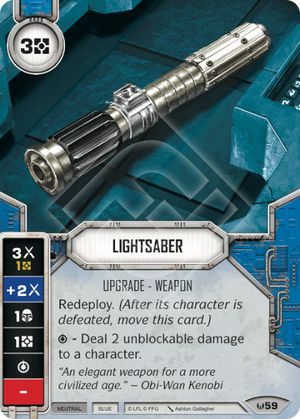 3
LIGHTSABER
UPGRADE - WEAPON
3
1
+2
1
1
-
Redeploy. (After its character is
defeated, move this card.)
- Deal 2 unblockable damage
to a character.
“An elegant weapon for a more
civilized age.” – Obi-Wan Kenobi
NEUTRAL BLUE © LFL © FFG Ashton Gallagher 59